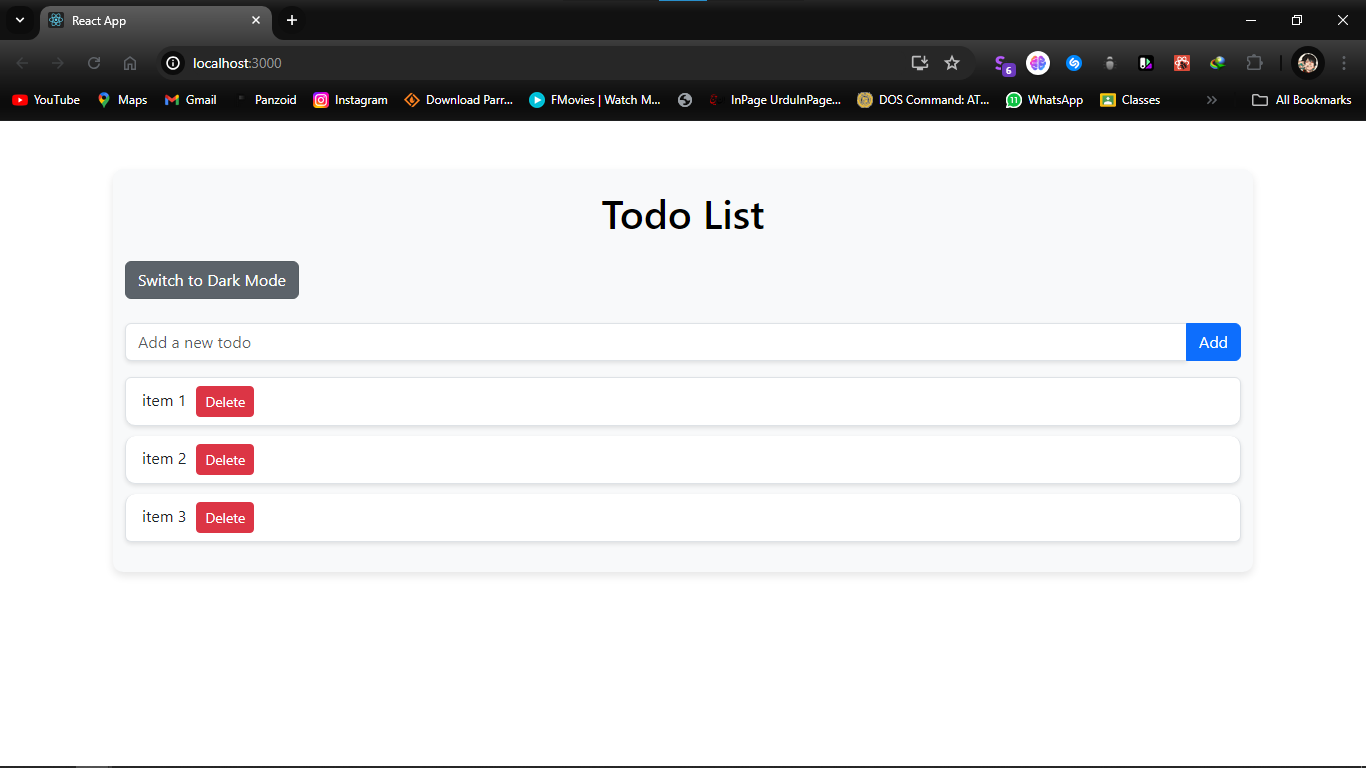 React App
localhost:3000
6
YouTube Maps Gmail Panzoid Instagram Download Parr... FMovies | Watch M... InPage UrduInPage... DOS Command: AT... 11 WhatsApp Classes » All Bookmarks
Todo List
Switch to Dark Mode
Add a new todo Add
item 1 Delete
item 2 Delete
item 3 Delete